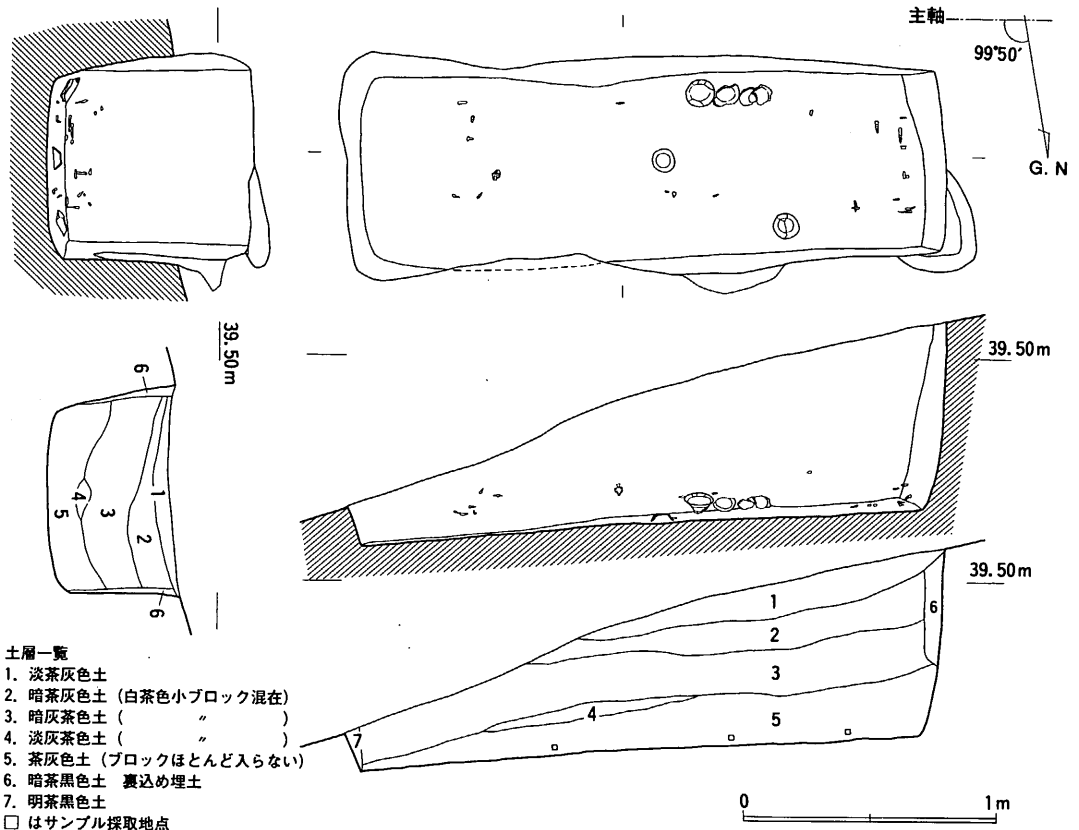 主軸
99°50′
G. N
39.50m
39.50m
6
1
4
3
5
2
6
39.50m
1
6
2
3
4
5
7
土層一覧
1. 淡茶灰色土
2. 暗茶灰色土 (白茶色小ブロック混在)
3. 暗灰茶色土 ( 〃 )
4. 淡灰茶色土 ( 〃 )
5. 茶灰色土 (ブロックほとんど入らない)
6. 暗茶黒色土 裏込め埋土
7. 明茶黒色土
□ はサンプル採取地点
0 1m